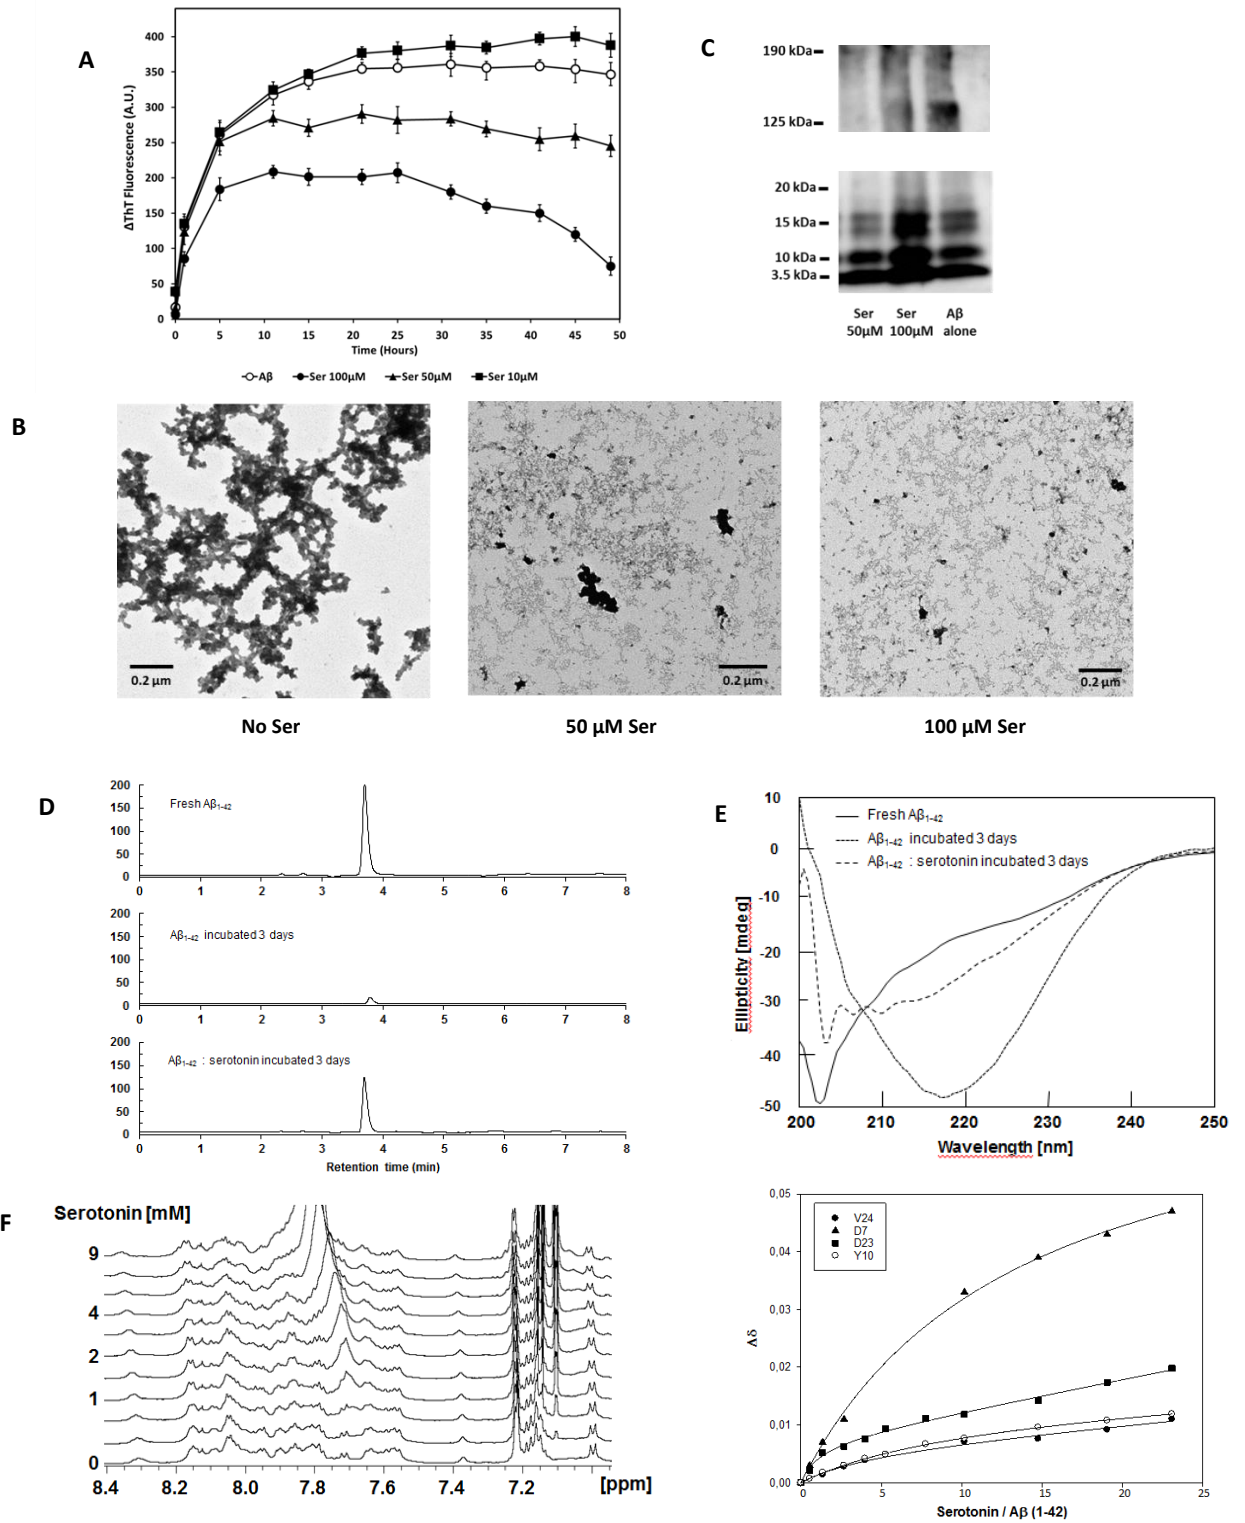 A
ΔThT Fluorescence (A.U.)
400
350
300
250
200
150
100
50
0
0 5 10 15 20 25 30 35 40 45 50
Time (Hours)
Aβ Ser 100μM Ser 50μM Ser 10μM
C
190 kDa
125 kDa
20 kDa
15 kDa
10 kDa
3.5 kDa
Ser 50μM
Ser 100μM
Aβ alone
B
0.2 μm
0.2 μm
0.2 μm
No Ser
50 μM Ser
100 μM Ser
D
200
150
100
50
0
Fresh Aβ1-42
0 1 2 3 4 5 6 7 8
200
150
100
50
0
Aβ1-42 incubated 3 days
0 1 2 3 4 5 6 7 8
200
150
100
50
0
Aβ1-42 : serotonin incubated 3 days
0 1 2 3 4 5 6 7 8
Retention time (min)
E
Ellipticity [mdeg]
10
0
-10
-20
-30
-40
-50
Fresh Aβ1-42
Aβ1-42 incubated 3 days
Aβ1-42 : serotonin incubated 3 days
200 210 220 230 240 250
Wavelength [nm]
F
Serotonin [mM]
9
4
2
1
0
8.4 8.2 8.0 7.8 7.6 7.4 7.2 [ppm]
Δδ
0,05
0,04
0,03
0,02
0,01
0,00
V24
D7
D23
Y10
0 5 10 15 20 25
Serotonin / Aβ (1-42)